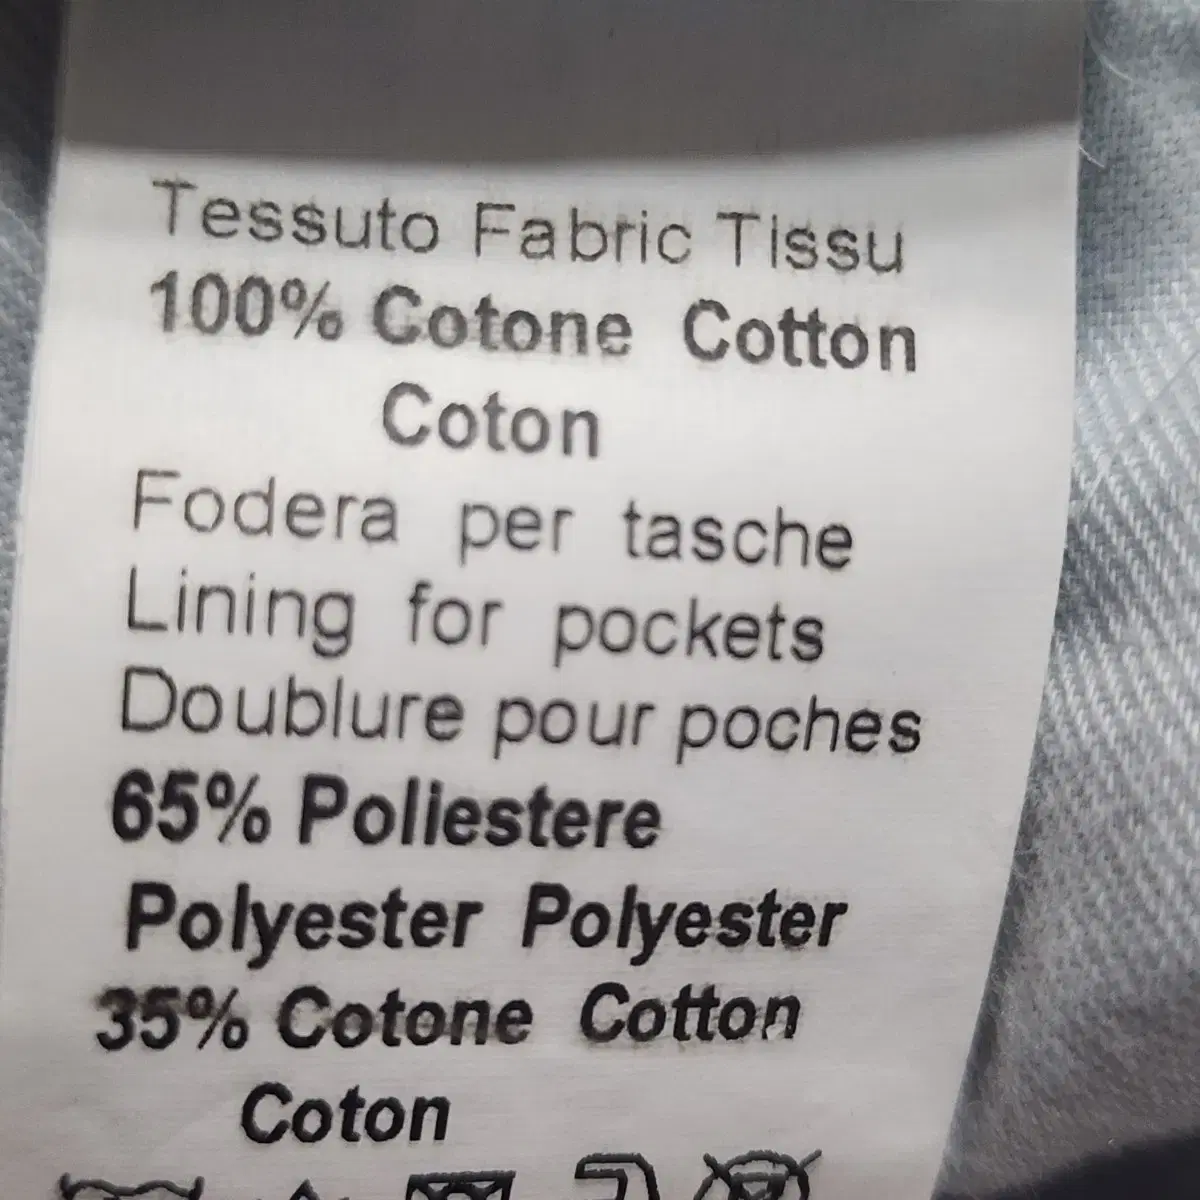 Tessuto Fabric Tissu
100% Cotone Cotton
Coton
Fodera per tasche
Lining for pockets
Doublure pour poches
65% Poliestere
Polyester Polyester
35% Cotone Cotton
Coton